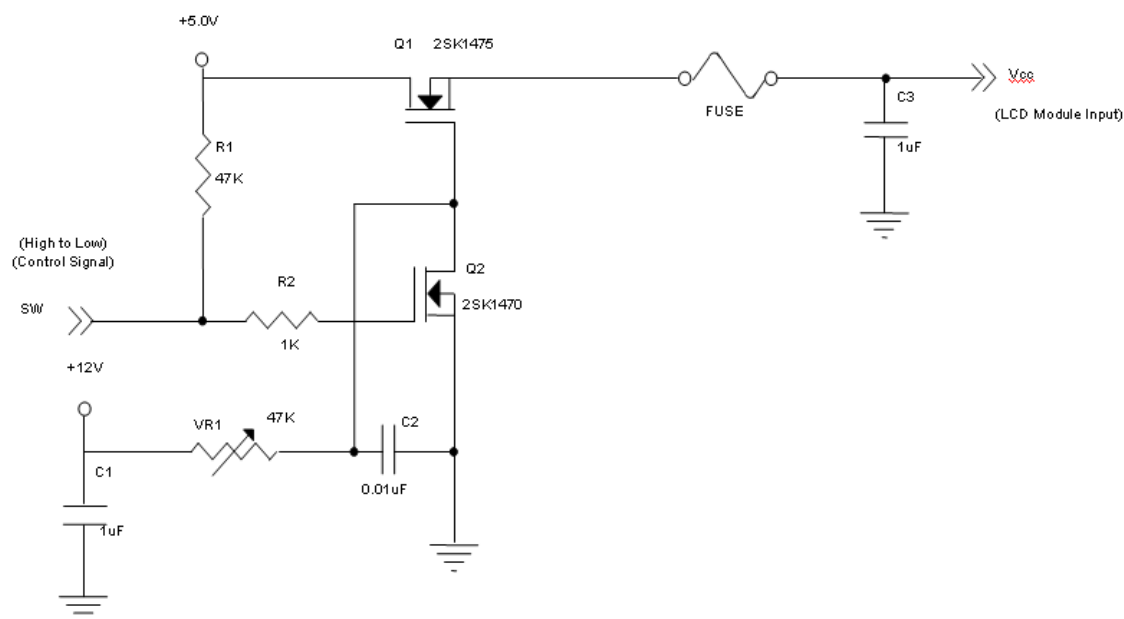 +5.0V
Q1 2SK1475
Vcc
C3
FUSE
(LCD Module Input)
R1
1uF
47K
(High to Low)
(Control Signal)
Q2
R2
SW
2SK1470
1K
+12V
47K
VR1
C2
C1
0.01uF
1uF